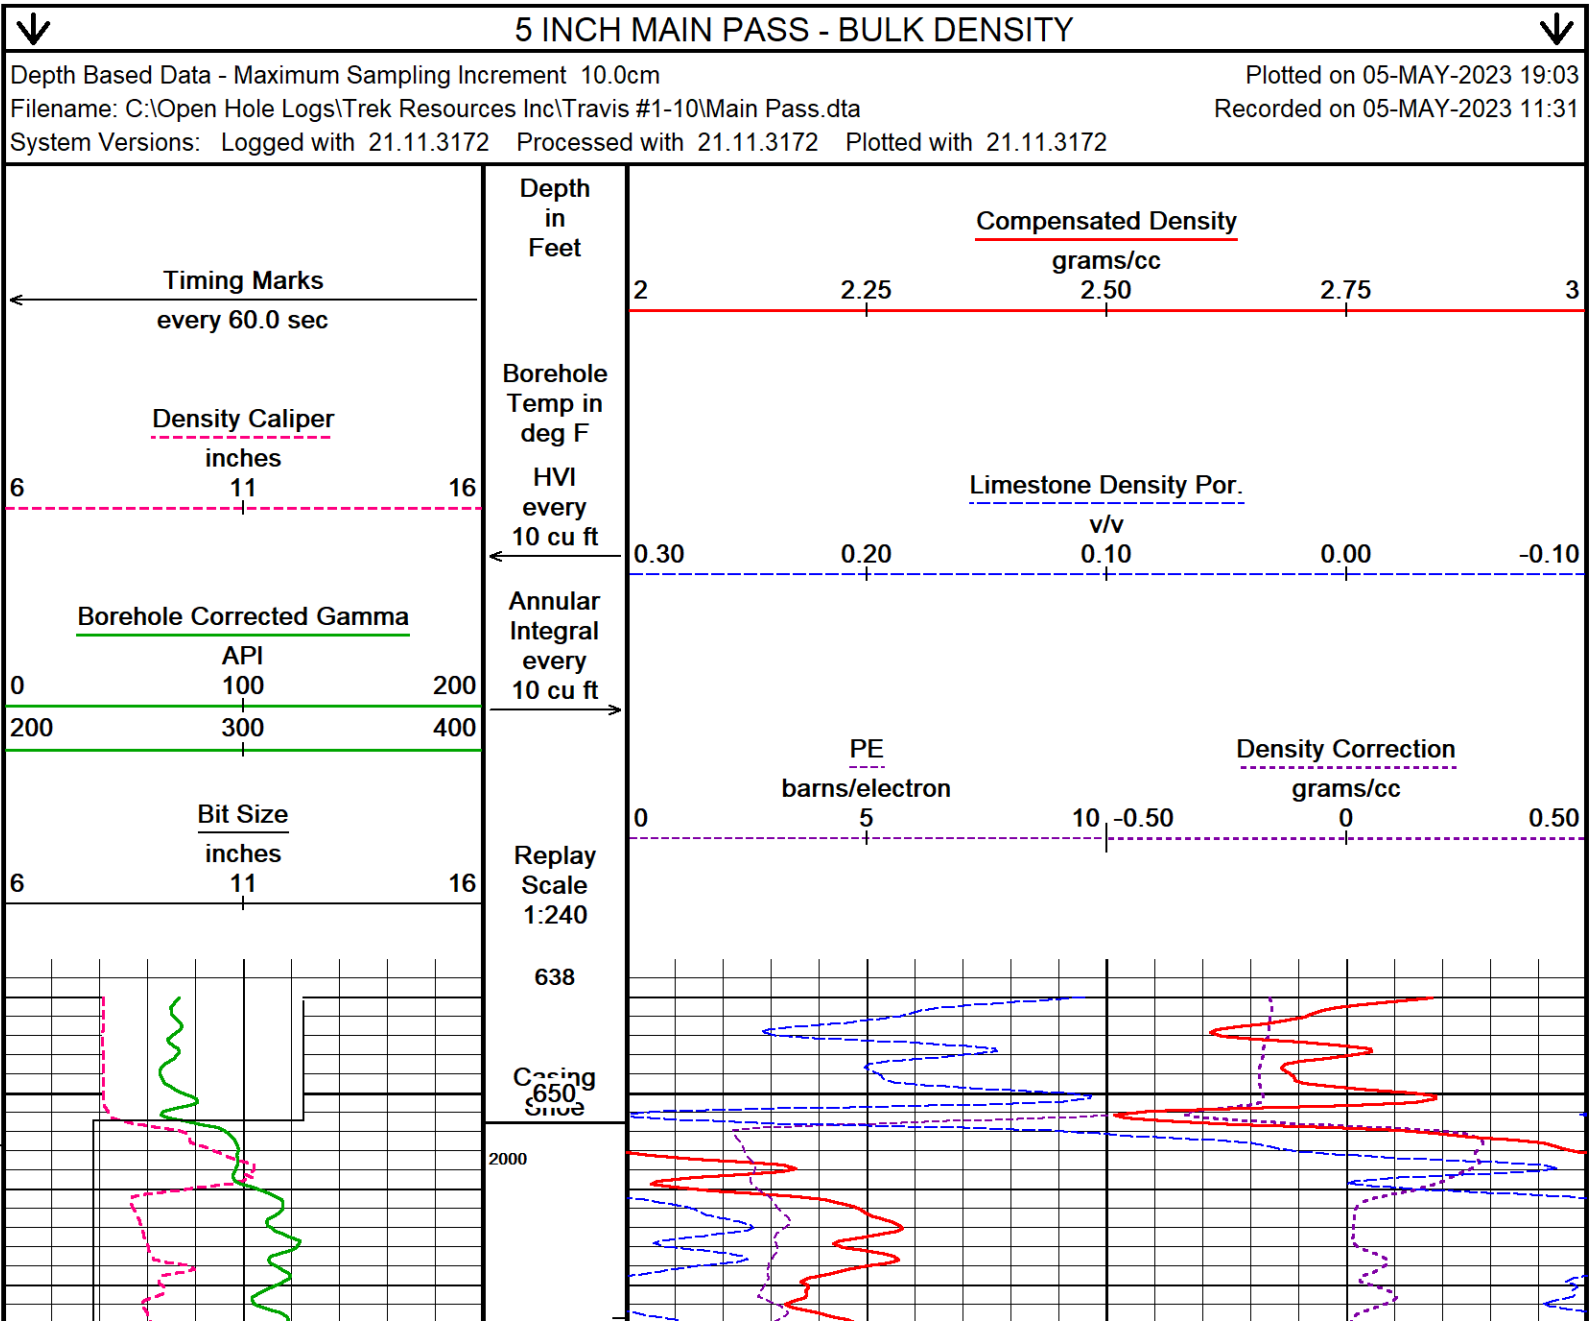 5 INCH MAIN PASS - BULK DENSITY
Depth Based Data - Maximum Sampling Increment 10.0cm Plotted on 05-MAY-2023 19:03
Filename: C:\Open Hole Logs\Trek Resources Inc\Travis #1-10\Main Pass.dta Recorded on 05-MAY-2023 11:31
System Versions: Logged with 21.11.3172 Processed with 21.11.3172 Plotted with 21.11.3172
Timing Marks
every 60.0 sec
Density Caliper
inches
6 11 16
Borehole Corrected Gamma
API
0 100 200
200 300 400
Bit Size
inches
6 11 16
Depth
in
Feet
Borehole
Temp in
deg F
HVI
every
10 cu ft
Annular
Integral
every
10 cu ft
Replay
Scale
1:240
638
Casing
650
Shoe
2000
Compensated Density
grams/cc
2 2.25 2.50 2.75 3
Limestone Density Por.
v/v
0.30 0.20 0.10 0.00 -0.10
PE
barns/electron
0 5 10
Density Correction
grams/cc
-0.50 0 0.50